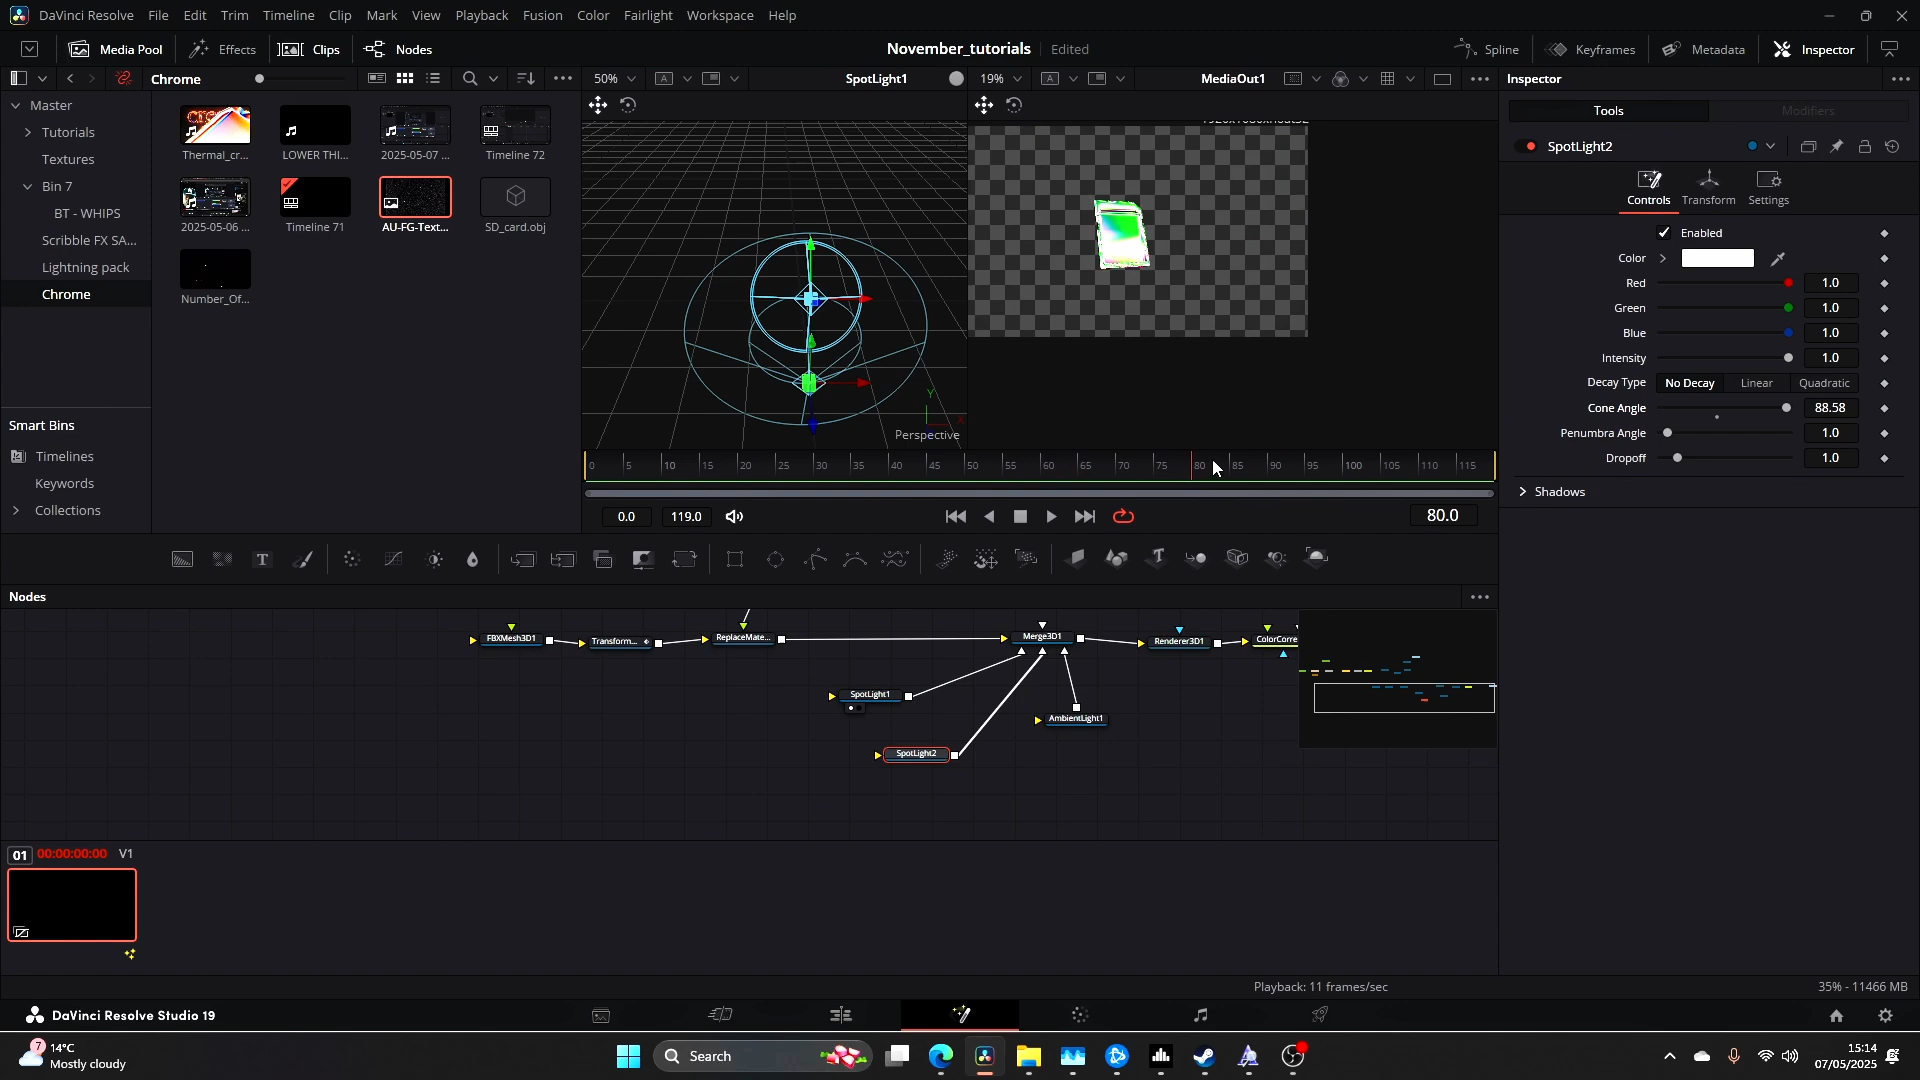 DaVinci Resolve File Edit Trim Timeline Clip Mark View Playback Fusion Color Fairlight Workspace Help
Media Pool Effects Clips Nodes November_tutorials Edited Spline Keyframes Metadata Inspector
Chrome 50% A SpotLight1 19% A MediaOut1 Inspector
Master
Tutorials
Textures
Bin 7
BT - WHIPS
Scribble FX SA...
Lightning pack
Chrome
Smart Bins
Timelines
Keywords
Collections
Thermal_cr... LOWER THI... 2025-05-07 ... Timeline 72
2025-05-06 ... Timeline 71 AU-FG-Text... SD_card.obj
Number_Of...
Perspective
0 5 10 15 20 25 30 35 40 45 50 55 60 65 70 75 80 85 90 95 100 105 110 115
0.0 119.0 80.0
Tools Modifiers
SpotLight2
Controls Transform Settings
Enabled
Color
Red 1.0
Green 1.0
Blue 1.0
Intensity 1.0
Decay Type No Decay Linear Quadratic
Cone Angle 88.58
Penumbra Angle 1.0
Dropoff 1.0
Shadows
Nodes
FBXMesh3D1 Transform... ReplaceMate... Merge3D1 Renderer3D1 ColorCorre
SpotLight1
AmbientLight1
SpotLight2
01 00:00:00:00 V1
Playback: 11 frames/sec 35% - 11466 MB
DaVinci Resolve Studio 19
7
14°C
Mostly cloudy
Search
15:14
07/05/2025